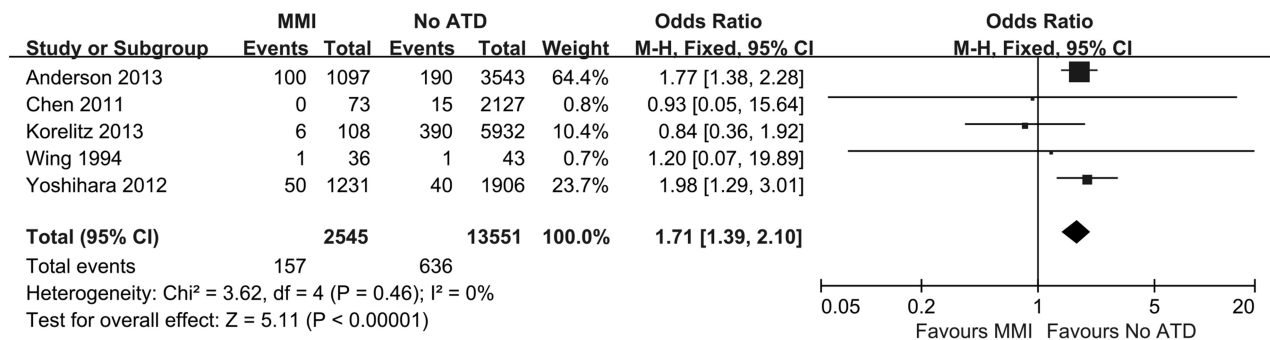 MMI No ATD Odds Ratio Odds Ratio
Study or Subgroup Events Total Events Total Weight M-H, Fixed, 95% CI M-H, Fixed, 95% CI
Anderson 2013 100 1097 190 3543 64.4% 1.77 [1.38, 2.28]
Chen 2011 0 73 15 2127 0.8% 0.93 [0.05, 15.64]
Korelitz 2013 6 108 390 5932 10.4% 0.84 [0.36, 1.92]
Wing 1994 1 36 1 43 0.7% 1.20 [0.07, 19.89]
Yoshihara 2012 50 1231 40 1906 23.7% 1.98 [1.29, 3.01]
Total (95% CI) 2545 13551 100.0% 1.71 [1.39, 2.10]
Total events 157 636
Heterogeneity: Chi² = 3.62, df = 4 (P = 0.46); I² = 0%
Test for overall effect: Z = 5.11 (P < 0.00001)
0.05 0.2 1 5 20
Favours MMI Favours No ATD